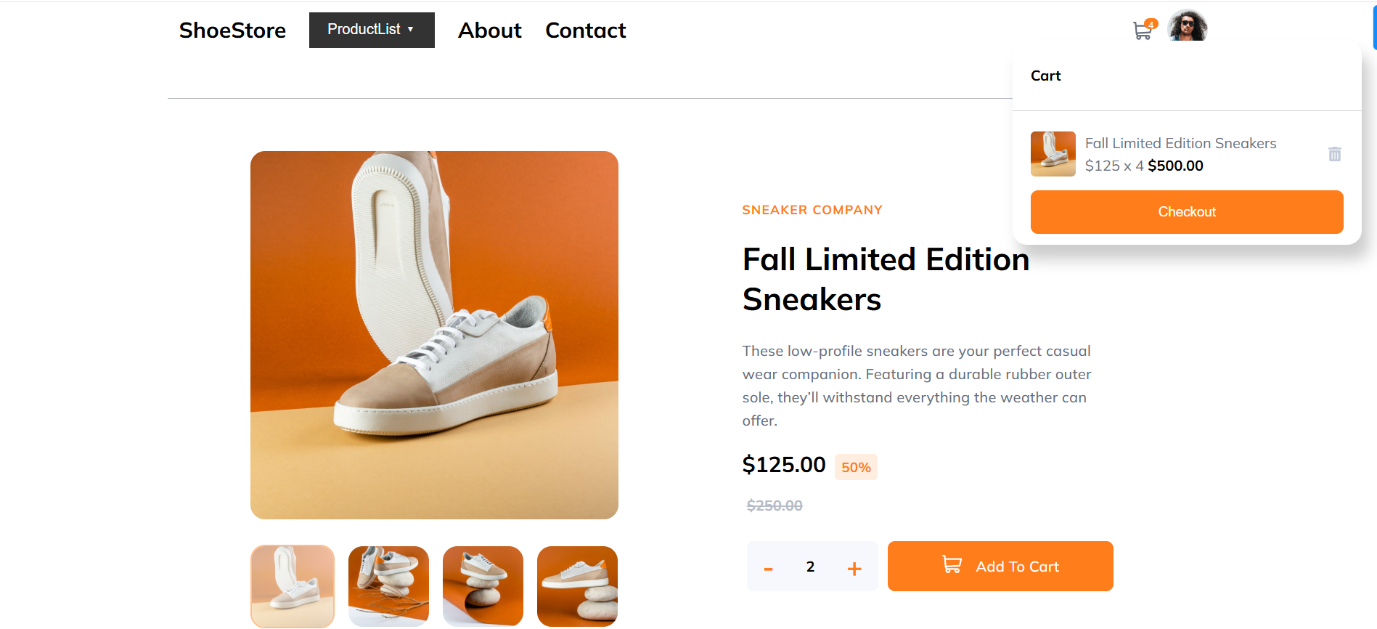 ShoeStore ProductList ▾ About Contact 4
Cart
Fall Limited Edition Sneakers
$125 x 4 $500.00
Checkout
SNEAKER COMPANY
Fall Limited Edition
Sneakers
These low-profile sneakers are your perfect casual
wear companion. Featuring a durable rubber outer
sole, they’ll withstand everything the weather can
offer.
$125.00 50%
$250.00
- 2 + Add To Cart